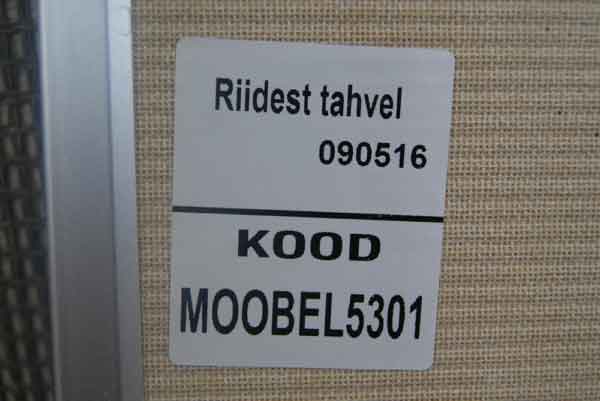 Riidest tahvel
090516
KOOD
MOOBEL5301